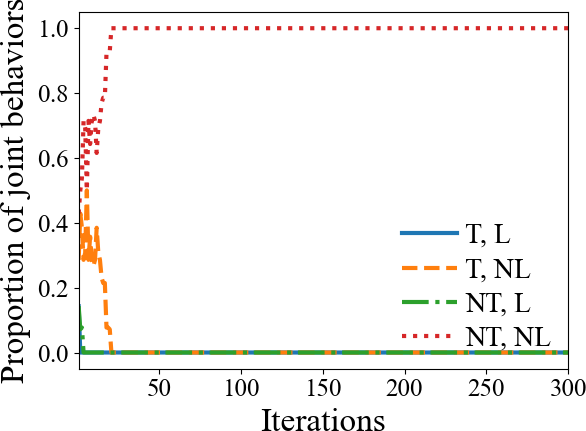 Proportion of joint behaviors
1.0
0.8
0.6
0.4
0.2
0.0
T, L
T, NL
NT, L
NT, NL
50 100 150 200 250 300
Iterations